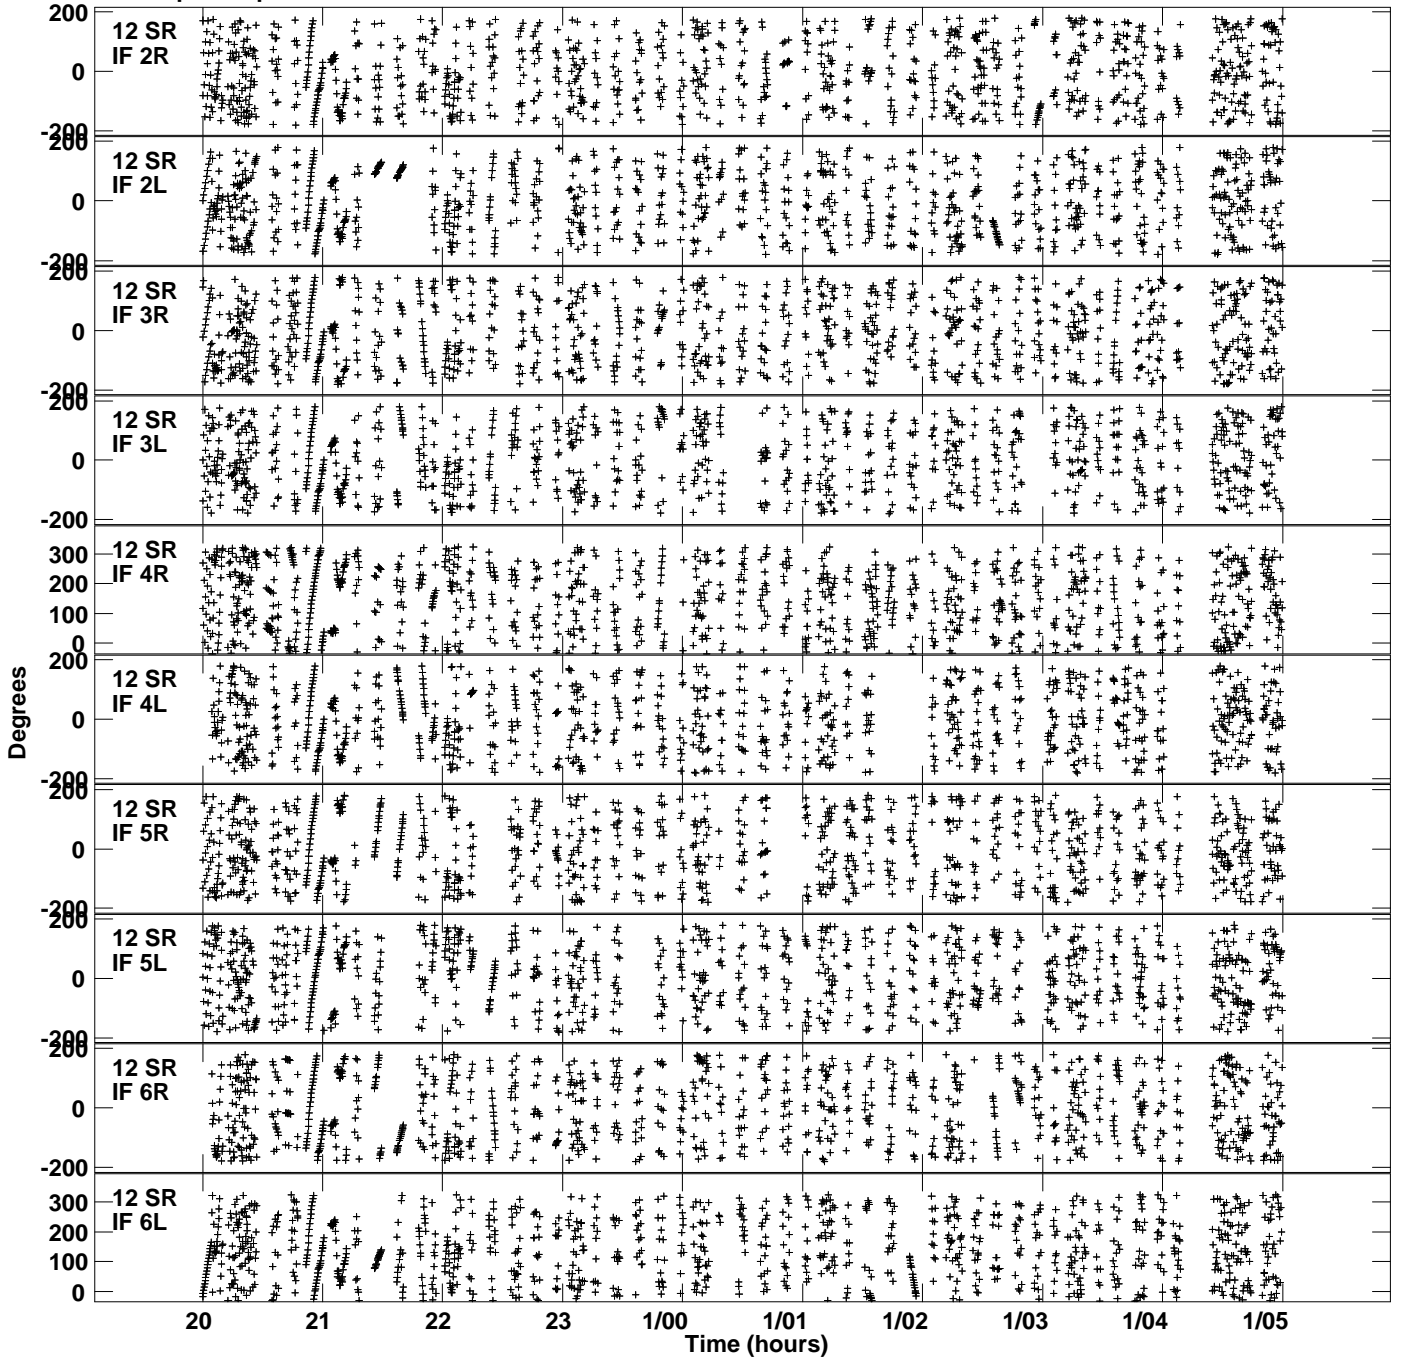 200
12 SR
IF 2R
0
-200
200
12 SR
IF 2L
0
-200
200
12 SR
IF 3R
0
-200
200
12 SR
IF 3L
0
-200
300
12 SR
IF 4R
200
100
0
200
12 SR
IF 4L
0
-200
200
12 SR
IF 5R
0
-200
200
12 SR
IF 5L
0
-200
200
12 SR
IF 6R
0
-200
300
12 SR
IF 6L
200
100
0
Degrees
20 21 22 23 1/00 1/01 1/02 1/03 1/04 1/05
Time (hours)